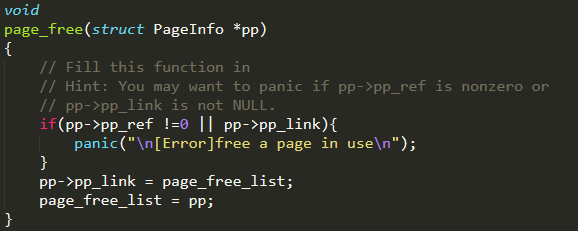 void
page_free(struct PageInfo *pp)
{
    // Fill this function in
    // Hint: You may want to panic if pp->pp_ref is nonzero or
    // pp->pp_link is not NULL.
    if(pp->pp_ref !=0 || pp->pp_link){
        panic("\n[Error]free a page in use\n");
    }
    pp->pp_link = page_free_list;
    page_free_list = pp;
}